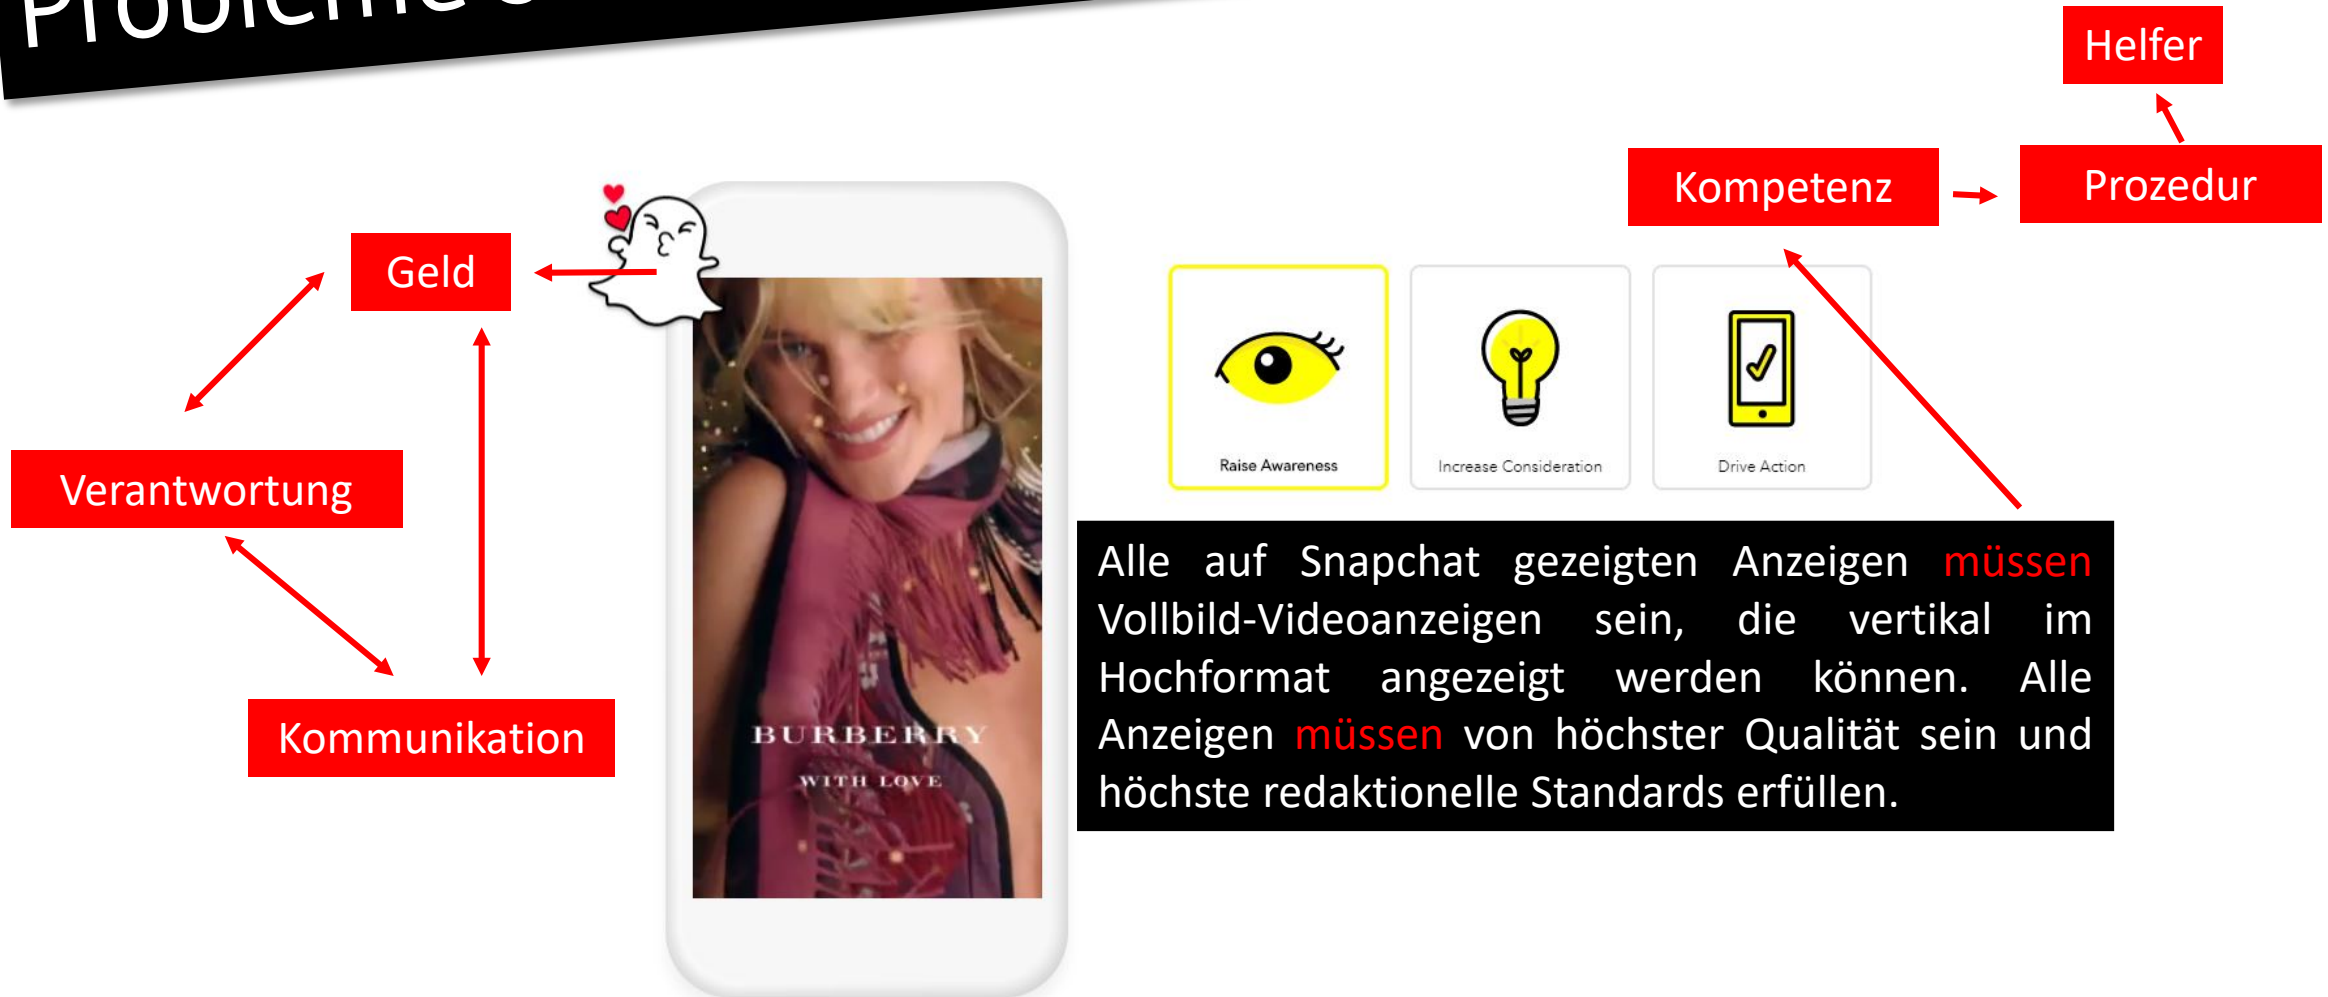 Probleme
Helfer
Kompetenz
Prozedur
Geld
Verantwortung
Kommunikation
BURBERRY
WITH LOVE
Raise Awareness
Increase Consideration
Drive Action
Alle auf Snapchat gezeigten Anzeigen müssen
Vollbild-Videoanzeigen sein, die vertikal im
Hochformat angezeigt werden können. Alle
Anzeigen müssen von höchster Qualität sein und
höchste redaktionelle Standards erfüllen.